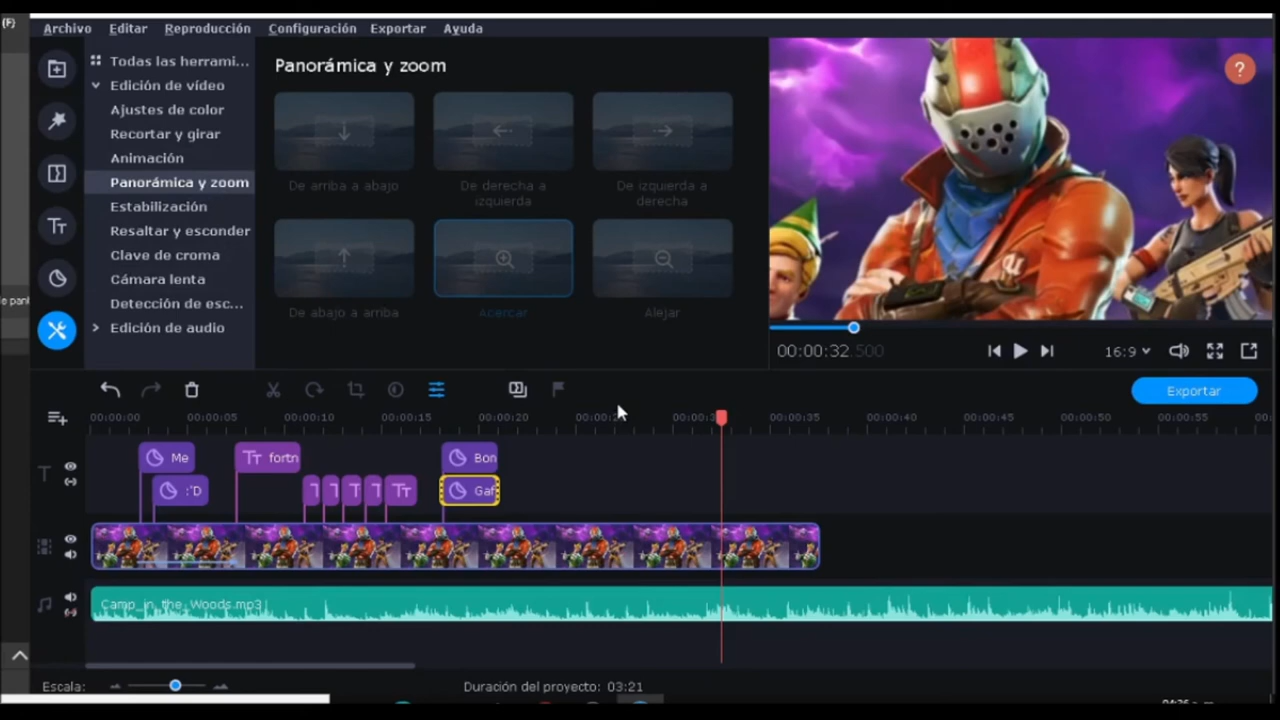 (F)
Archivo Editar Reproducción Configuración Exportar Ayuda
Todas las herrami...
Edición de vídeo
Ajustes de color
Recortar y girar
Animación
Panorámica y zoom
Estabilización
Resaltar y esconder
Clave de croma
Cámara lenta
Detección de esc...
Edición de audio
Panorámica y zoom
De arriba a abajo
De derecha a izquierda
De izquierda a derecha
De abajo a arriba
Acercar
Alejar
?
00:00:32.500
16:9
Exportar
00:00:00 00:00:05 00:00:10 00:00:15 00:00:20 00:00:35 00:00:40 00:00:45 00:00:50 00:00:55
Me
Tт fortn
Bon
:'D
Gaf
Camp_in_the_Woods.mp3
Escala:
Duración del proyecto: 03:21